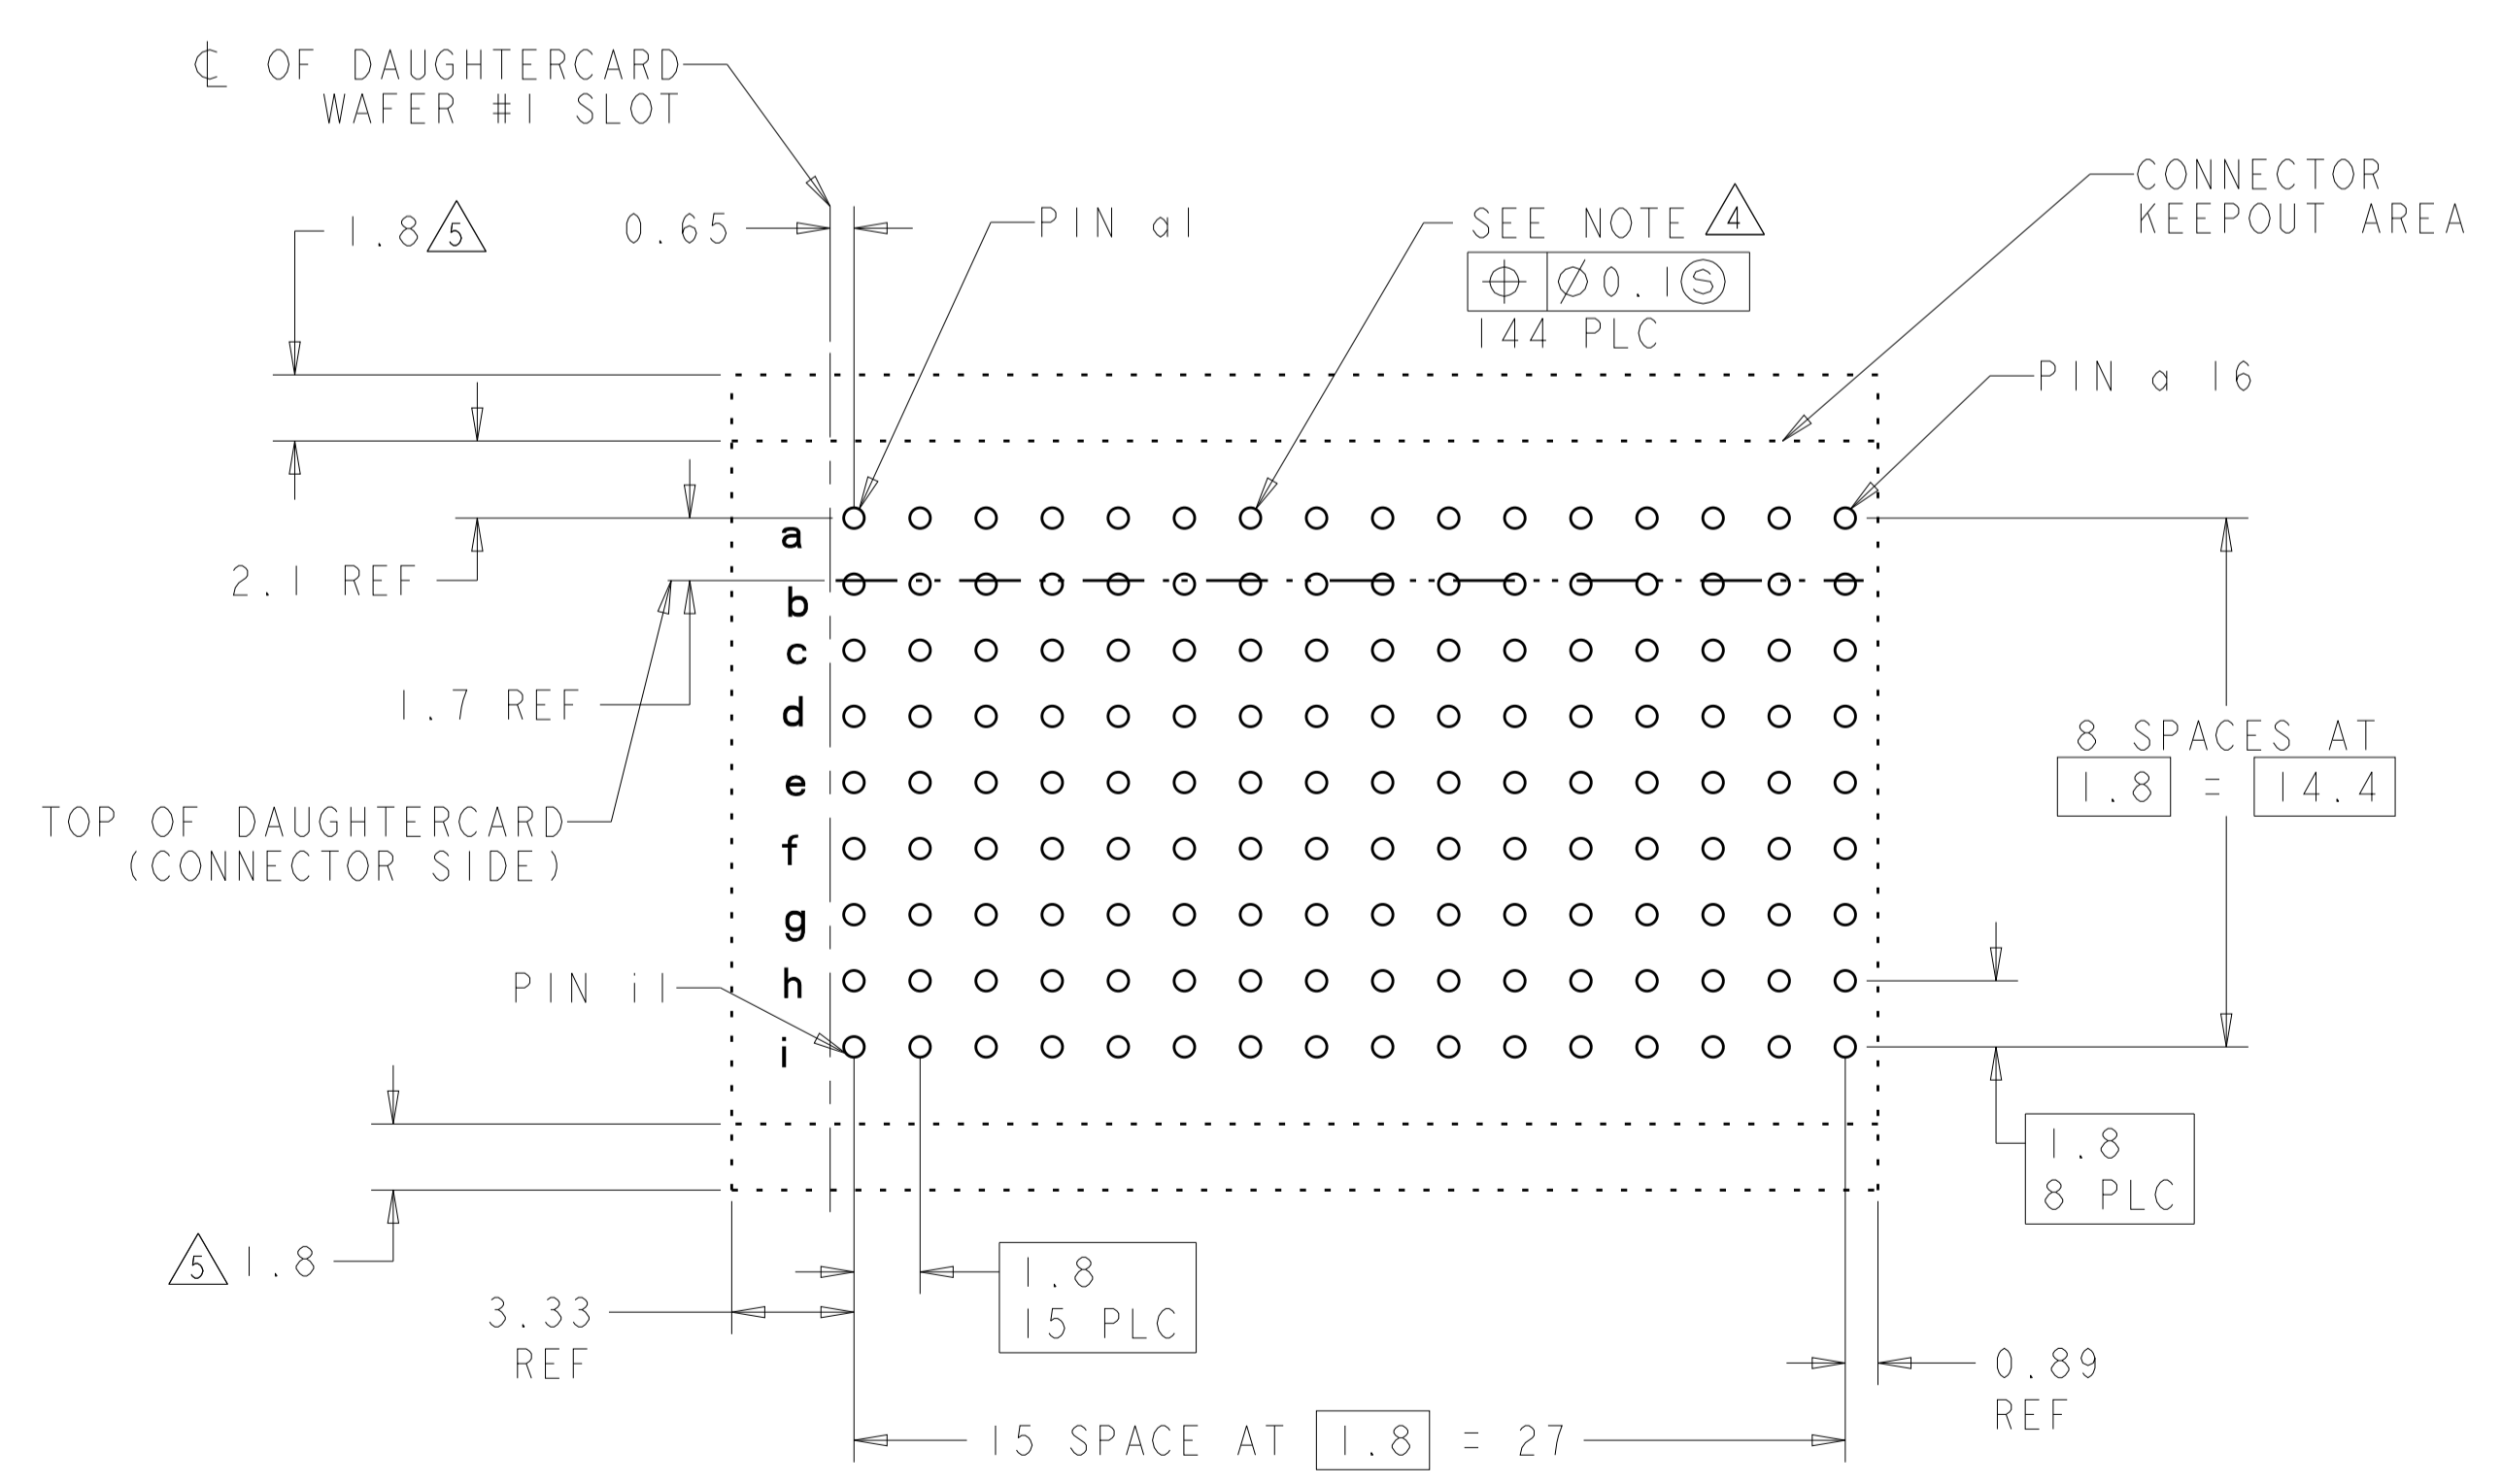 ℄ OF DAUGHTERCARD
WAFER #1 SLOT
CONNECTOR
KEEPOUT AREA
1.8 5
0.65
PIN a1
SEE NOTE 4
⌖ ⌀0.1 Ⓢ
144 PLC
PIN a 16
a
2.1 REF
b
c
1.7 REF
d
8 SPACES AT
1.8 = 14.4
e
TOP OF DAUGHTERCARD
(CONNECTOR SIDE)
f
g
h
PIN i1
i
1.8
8 PLC
5 1.8
1.8
15 PLC
3.33
REF
0.89
REF
15 SPACE AT 1.8 = 27